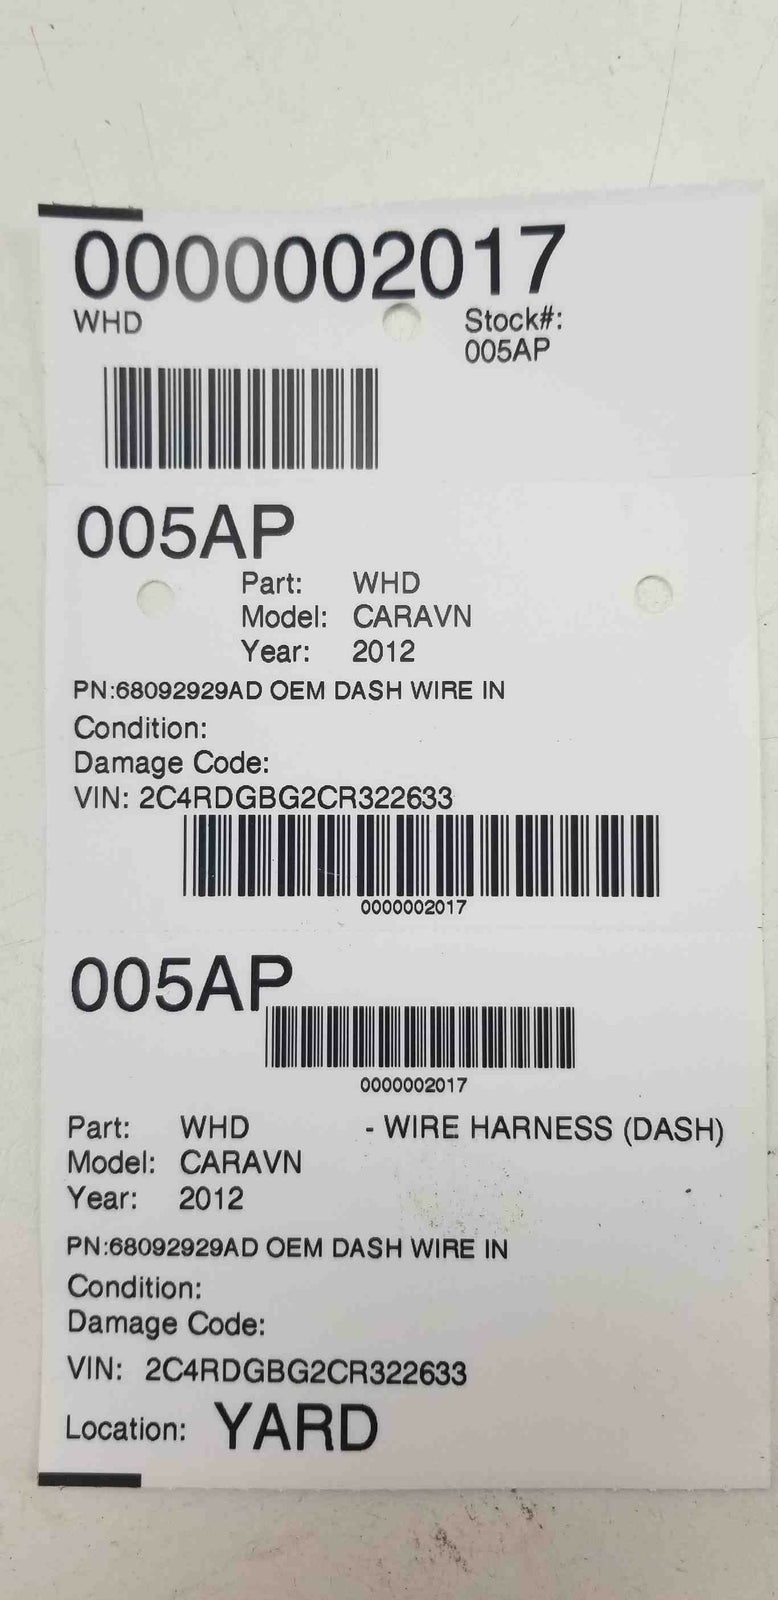 0000002017
WHD
Stock#:
005AP
005AP
Part: WHD
Model: CARAVN
Year: 2012
PN:68092929AD OEM DASH WIRE IN
Condition:
Damage Code:
VIN: 2C4RDGBG2CR322633
0000002017
005AP
0000002017
Part: WHD - WIRE HARNESS (DASH)
Model: CARAVN
Year: 2012
PN:68092929AD OEM DASH WIRE IN
Condition:
Damage Code:
VIN: 2C4RDGBG2CR322633
Location: YARD